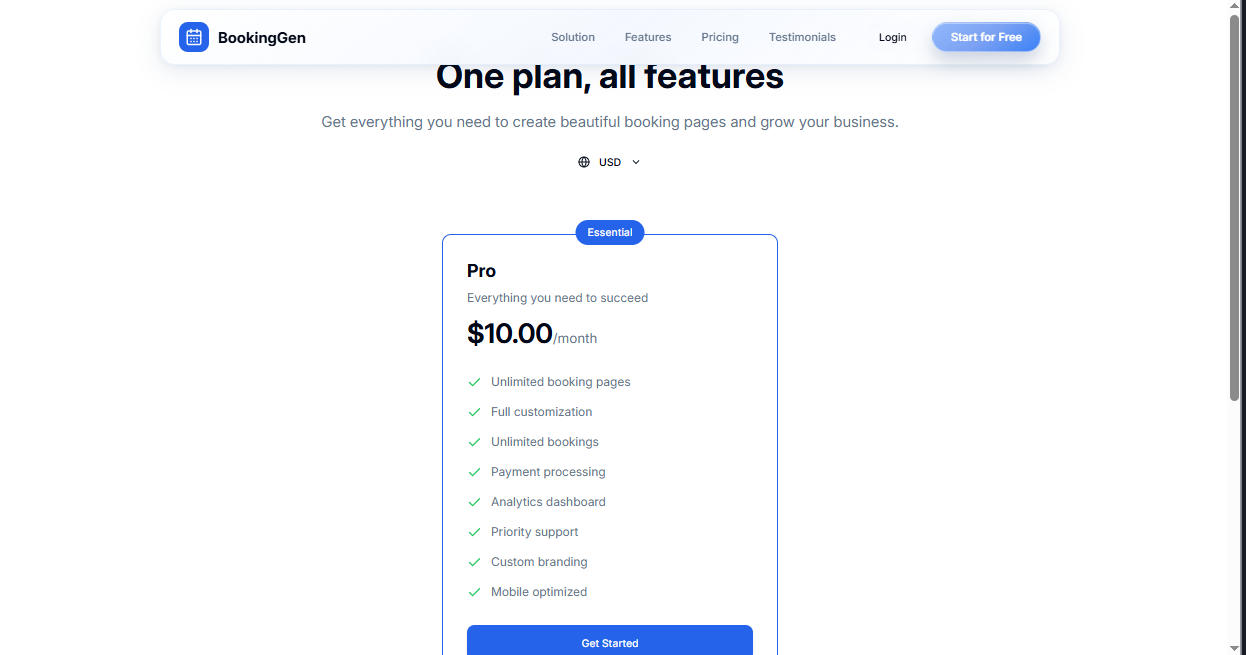 BookingGen
Solution
Features
Pricing
Testimonials
Login
Start for Free
One plan, all features
Get everything you need to create beautiful booking pages and grow your business.
USD
Essential
Pro
Everything you need to succeed
$10.00/month
Unlimited booking pages
Full customization
Unlimited bookings
Payment processing
Analytics dashboard
Priority support
Custom branding
Mobile optimized
Get Started